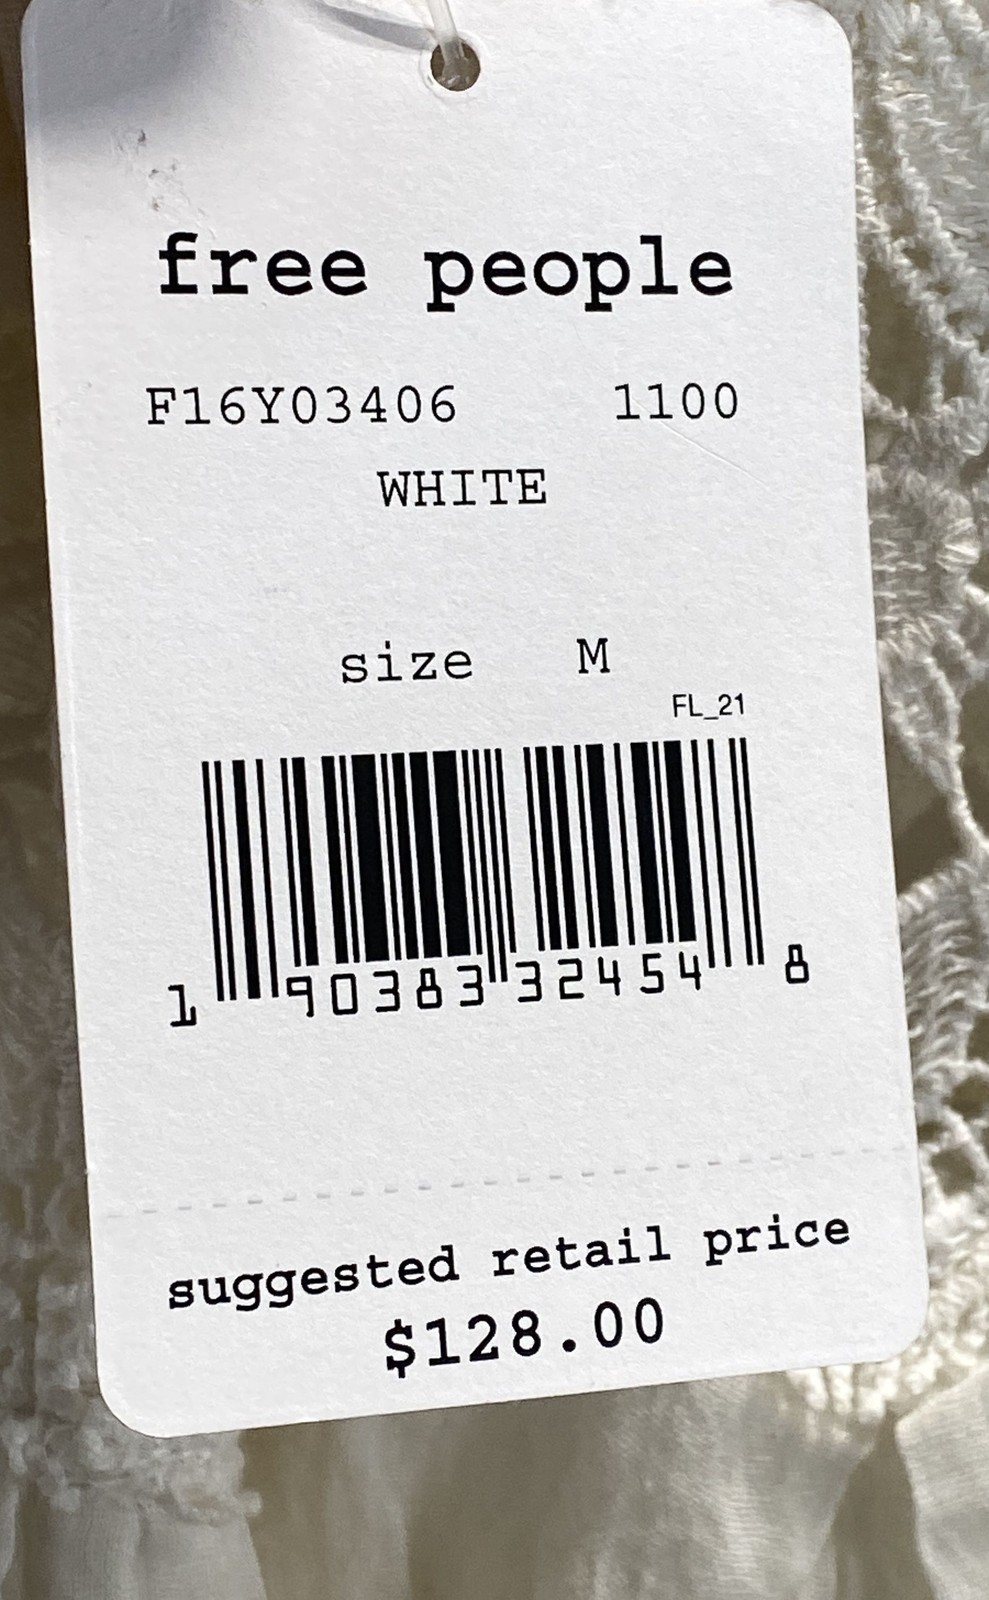 free people
F16Y03406 1100
WHITE
size M
FL_21
1 90383 32454 8
suggested retail price
$128.00